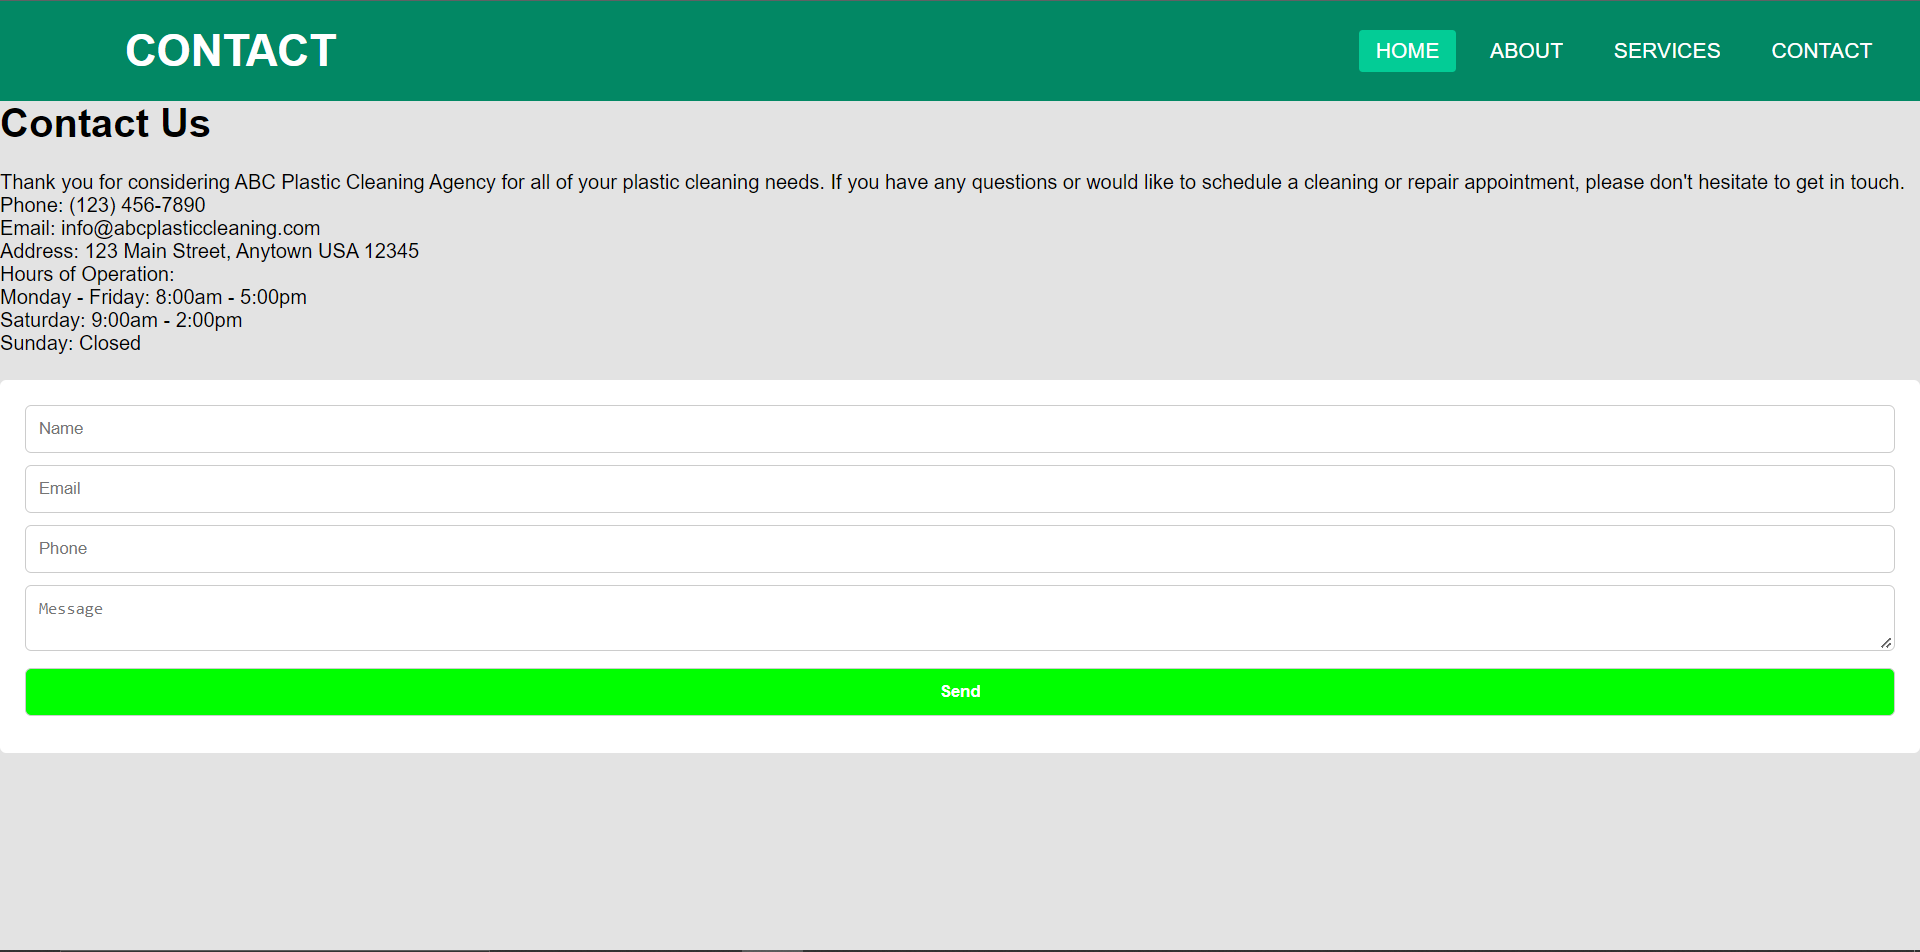 CONTACT
HOME ABOUT SERVICES CONTACT
Contact Us
Thank you for considering ABC Plastic Cleaning Agency for all of your plastic cleaning needs. If you have any questions or would like to schedule a cleaning or repair appointment, please don't hesitate to get in touch.
Phone: (123) 456-7890
Email: info@abcplasticcleaning.com
Address: 123 Main Street, Anytown USA 12345
Hours of Operation:
Monday - Friday: 8:00am - 5:00pm
Saturday: 9:00am - 2:00pm
Sunday: Closed
Name
Email
Phone
Message
Send